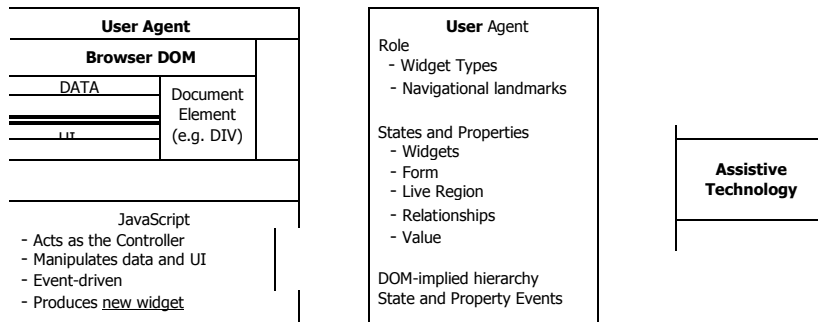 User Agent
Browser DOM
DATA
Document
Element
(e.g. DIV)
UI
JavaScript
- Acts as the Controller
- Manipulates data and UI
- Event-driven
- Produces new widget
User Agent
Role
- Widget Types
- Navigational landmarks
States and Properties
- Widgets
- Form
- Live Region
- Relationships
- Value
DOM-implied hierarchy
State and Property Events
Assistive
Technology